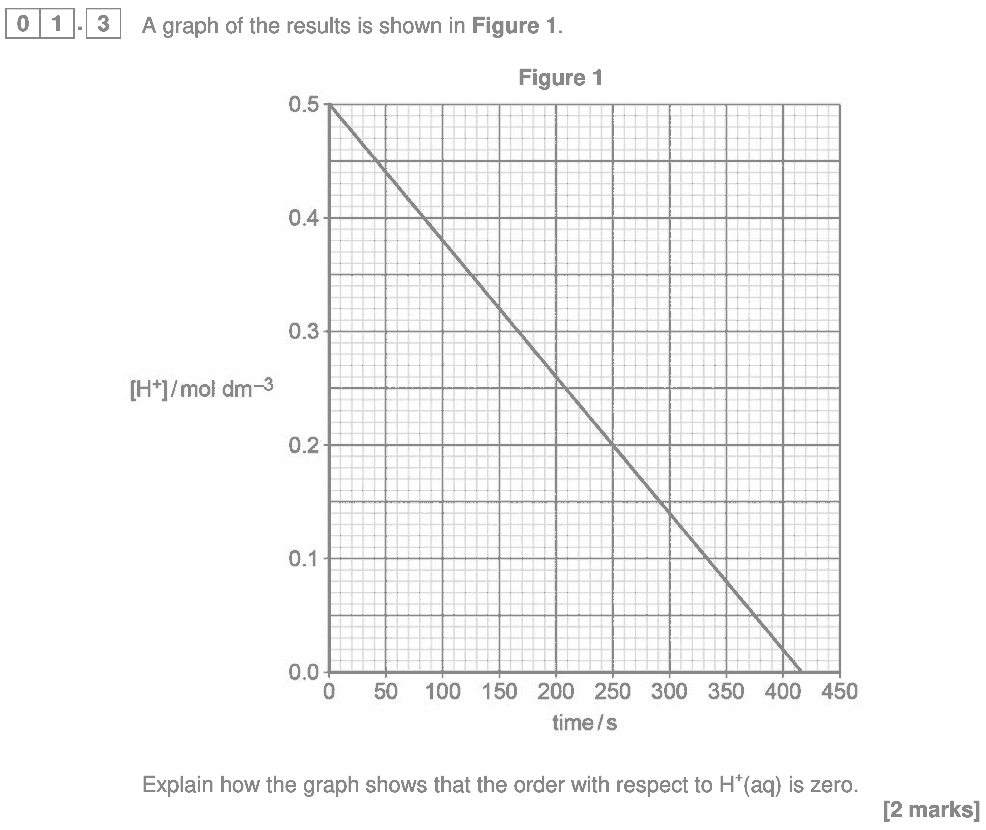 0 1 . 3 A graph of the results is shown in Figure 1.
Figure 1
0.5
0.4
0.3
[H⁺]/mol dm⁻³
0.2
0.1
0.0
0 50 100 150 200 250 300 350 400 450
time/s
Explain how the graph shows that the order with respect to H⁺(aq) is zero.
[2 marks]